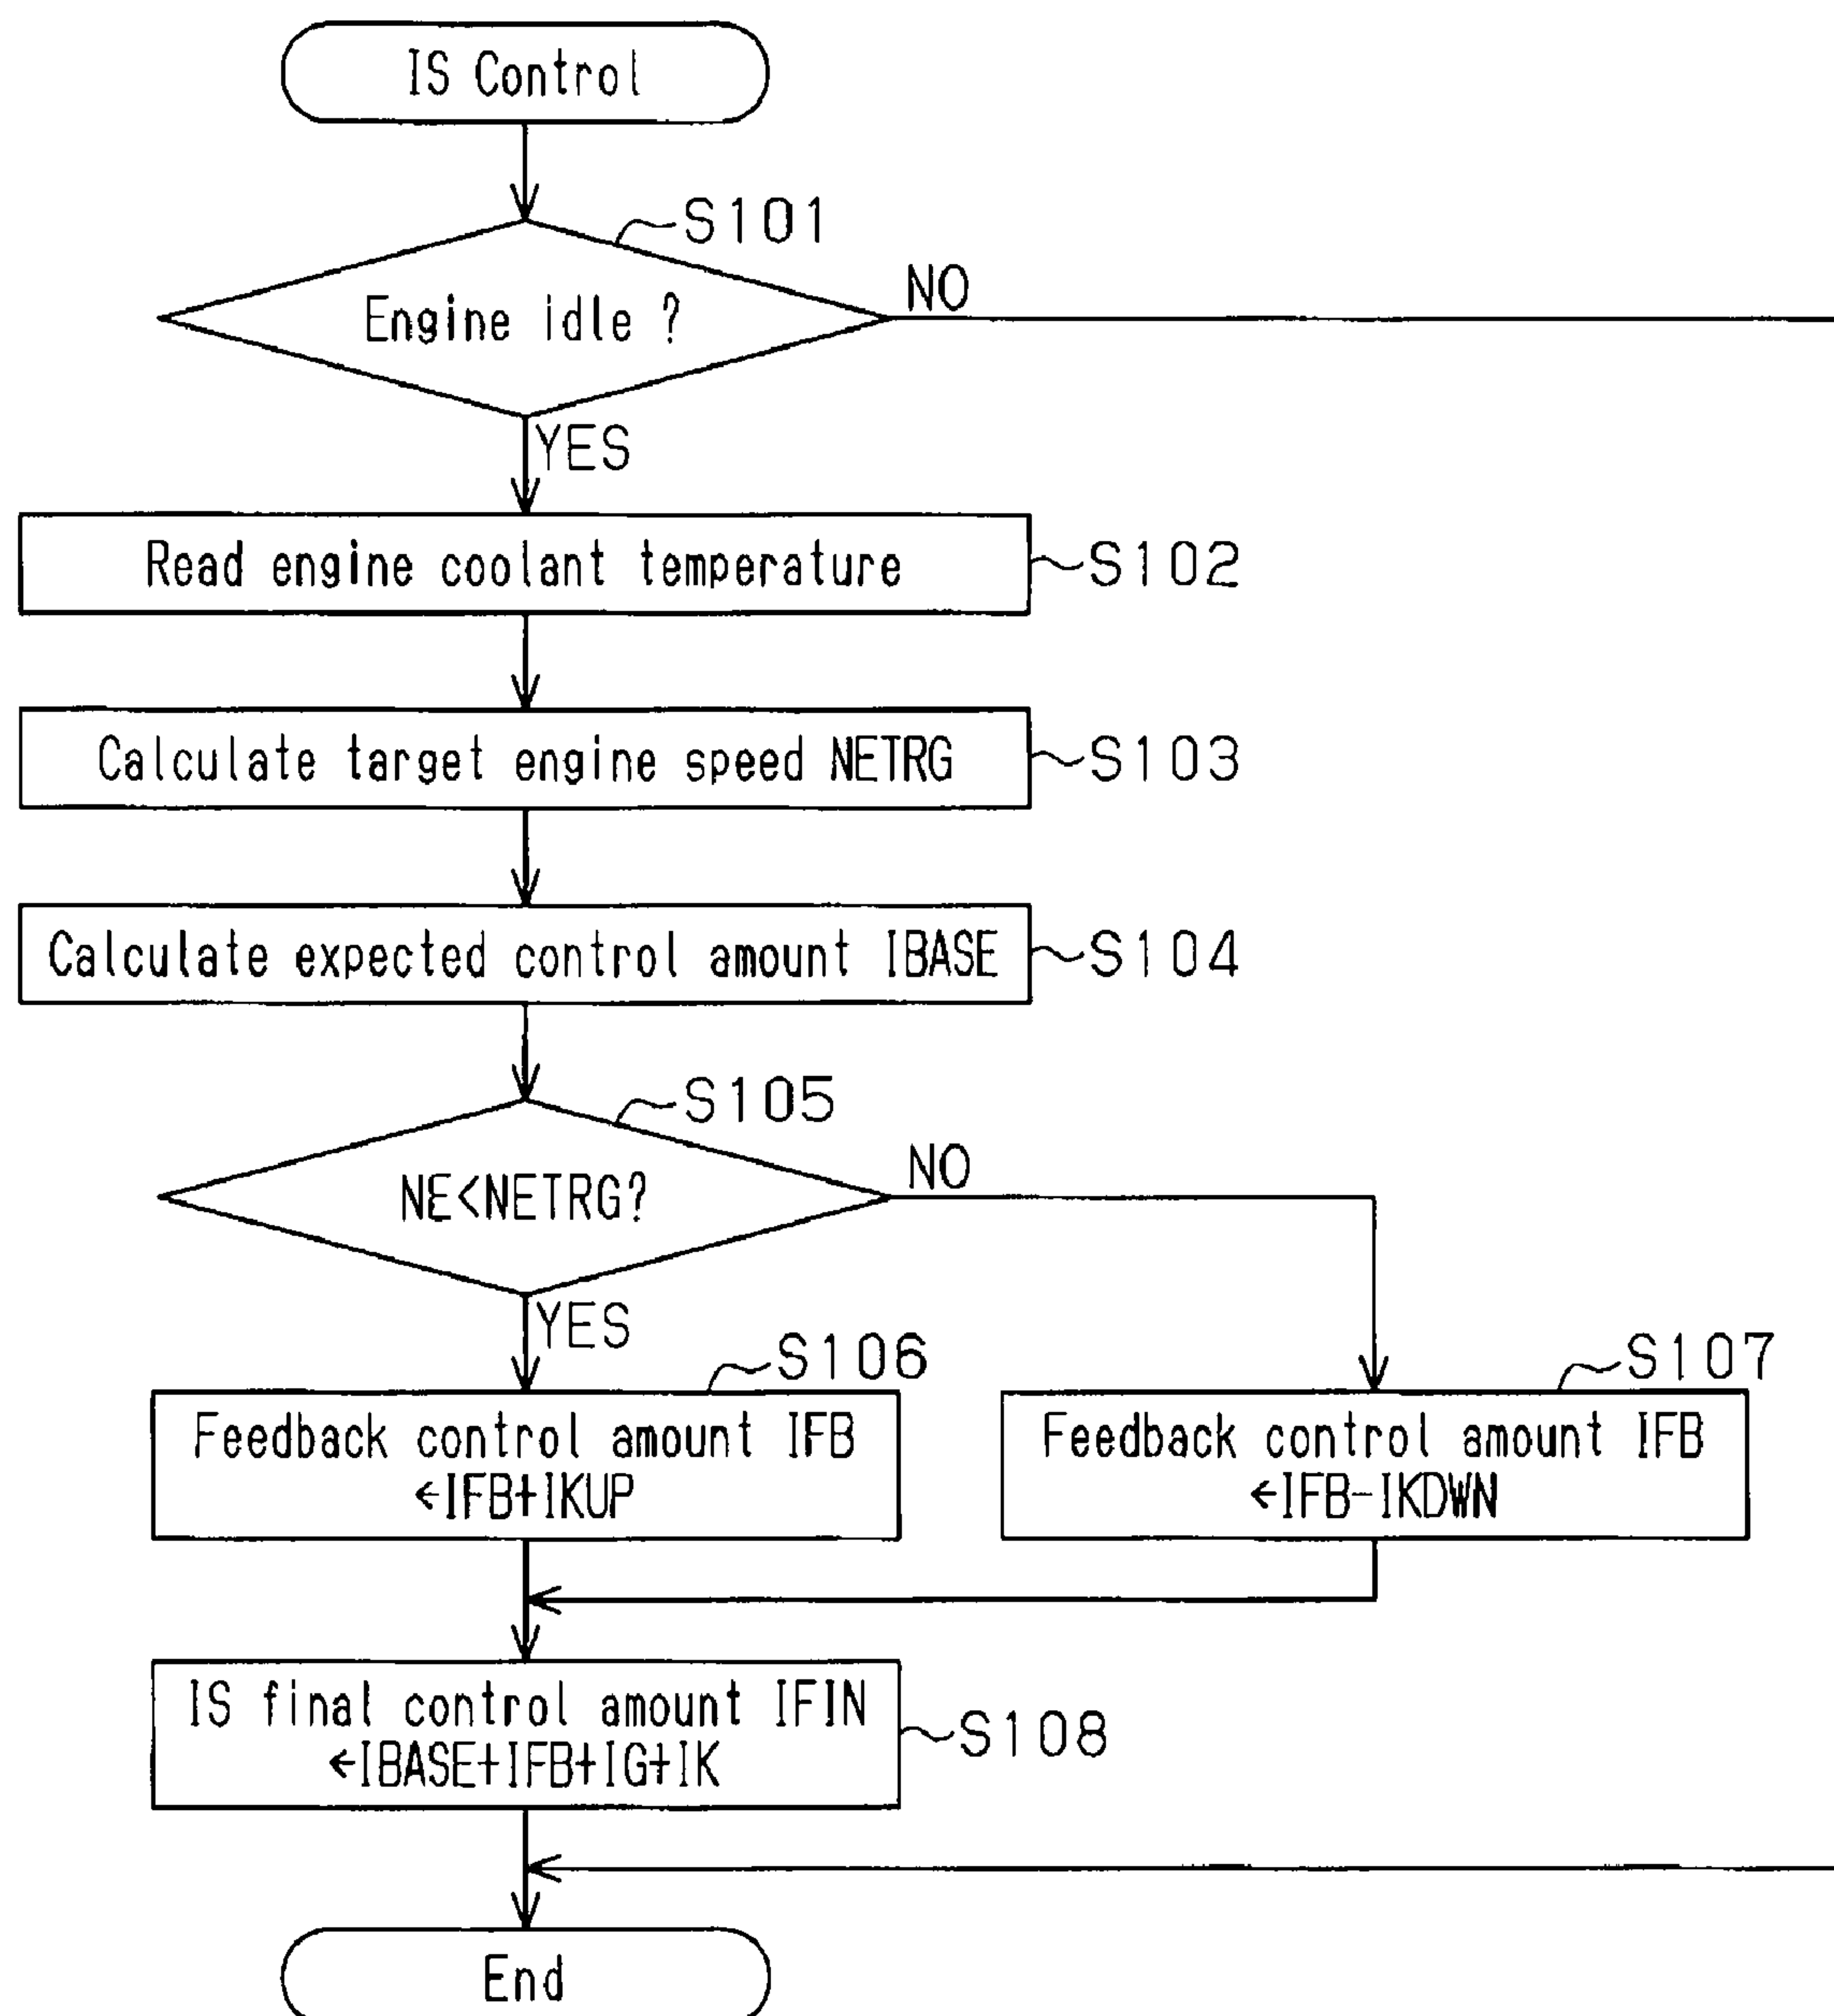 IS Control
S101
Engine idle ?
NO
YES
Read engine coolant temperature
S102
Calculate target engine speed NETRG
S103
Calculate expected control amount IBASE
S104
S105
NE<NETRG?
NO
YES
S106
Feedback control amount IFB
←IFB+IKUP
S107
Feedback control amount IFB
←IFB-IKDWN
IS final control amount IFIN
←IBASE+IFB+IG+IK
S108
End